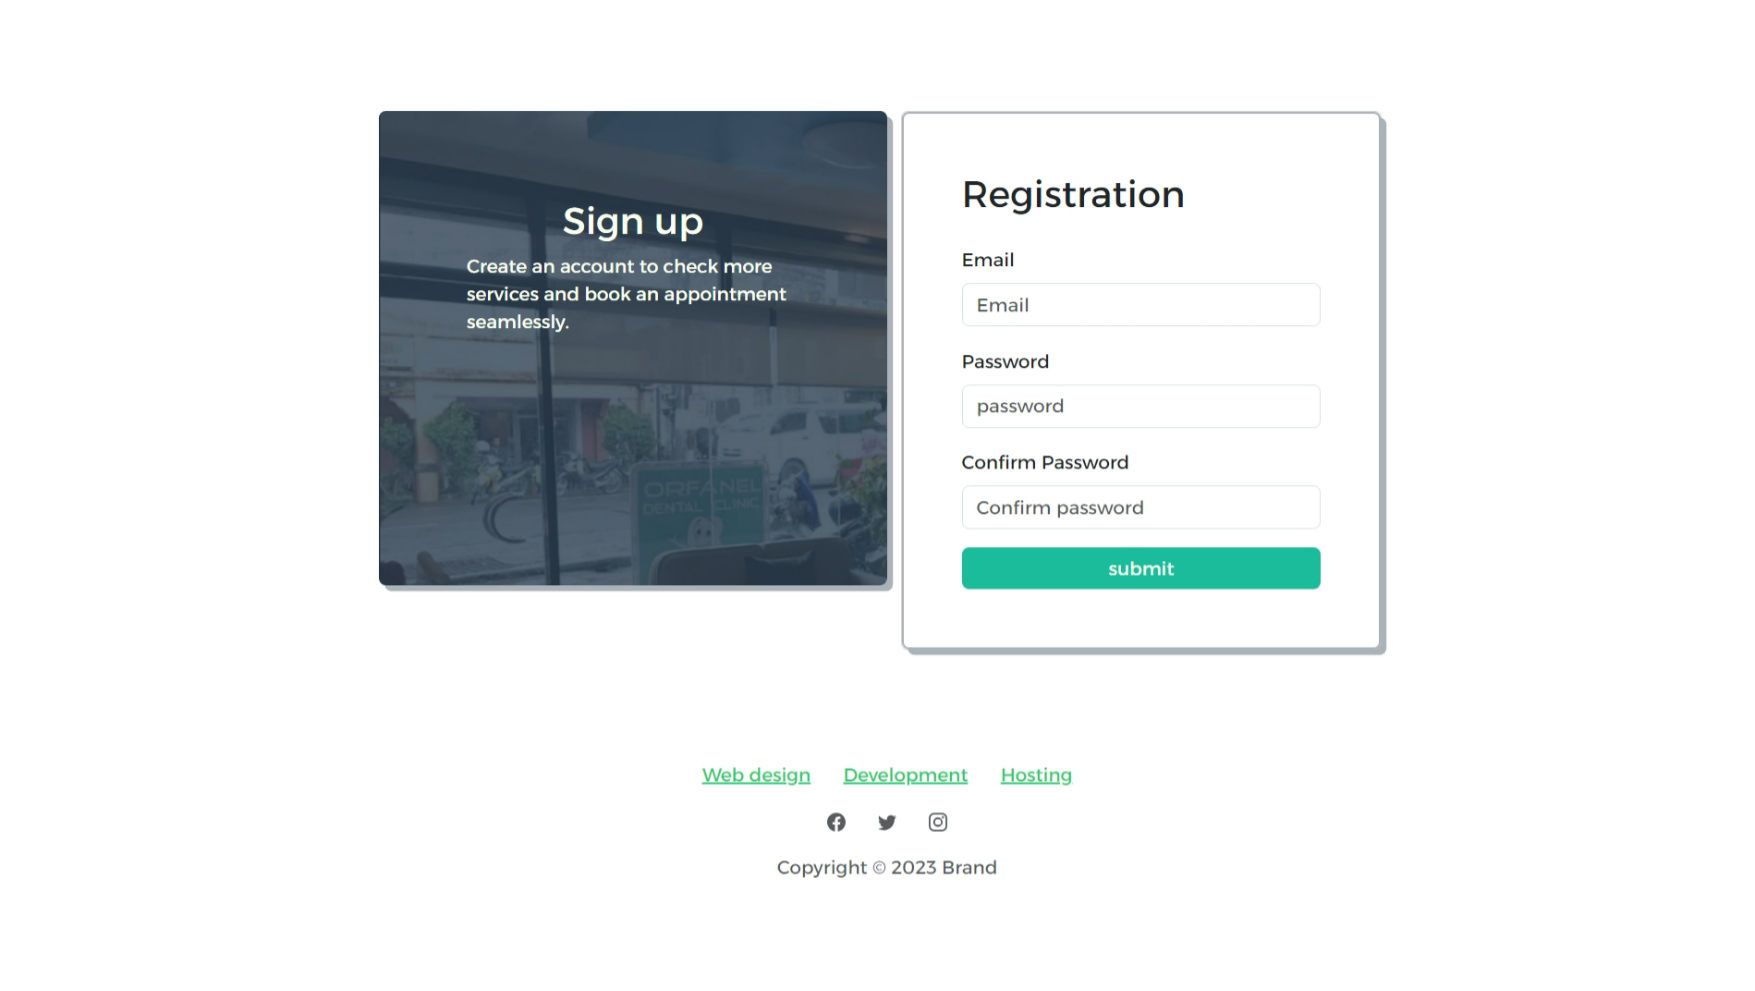 Sign up
Create an account to check more
services and book an appointment
seamlessly.
ORFANEL
DENTAL CLINIC
Registration
Email
Email
Password
password
Confirm Password
Confirm password
submit
Web design Development Hosting
Copyright © 2023 Brand